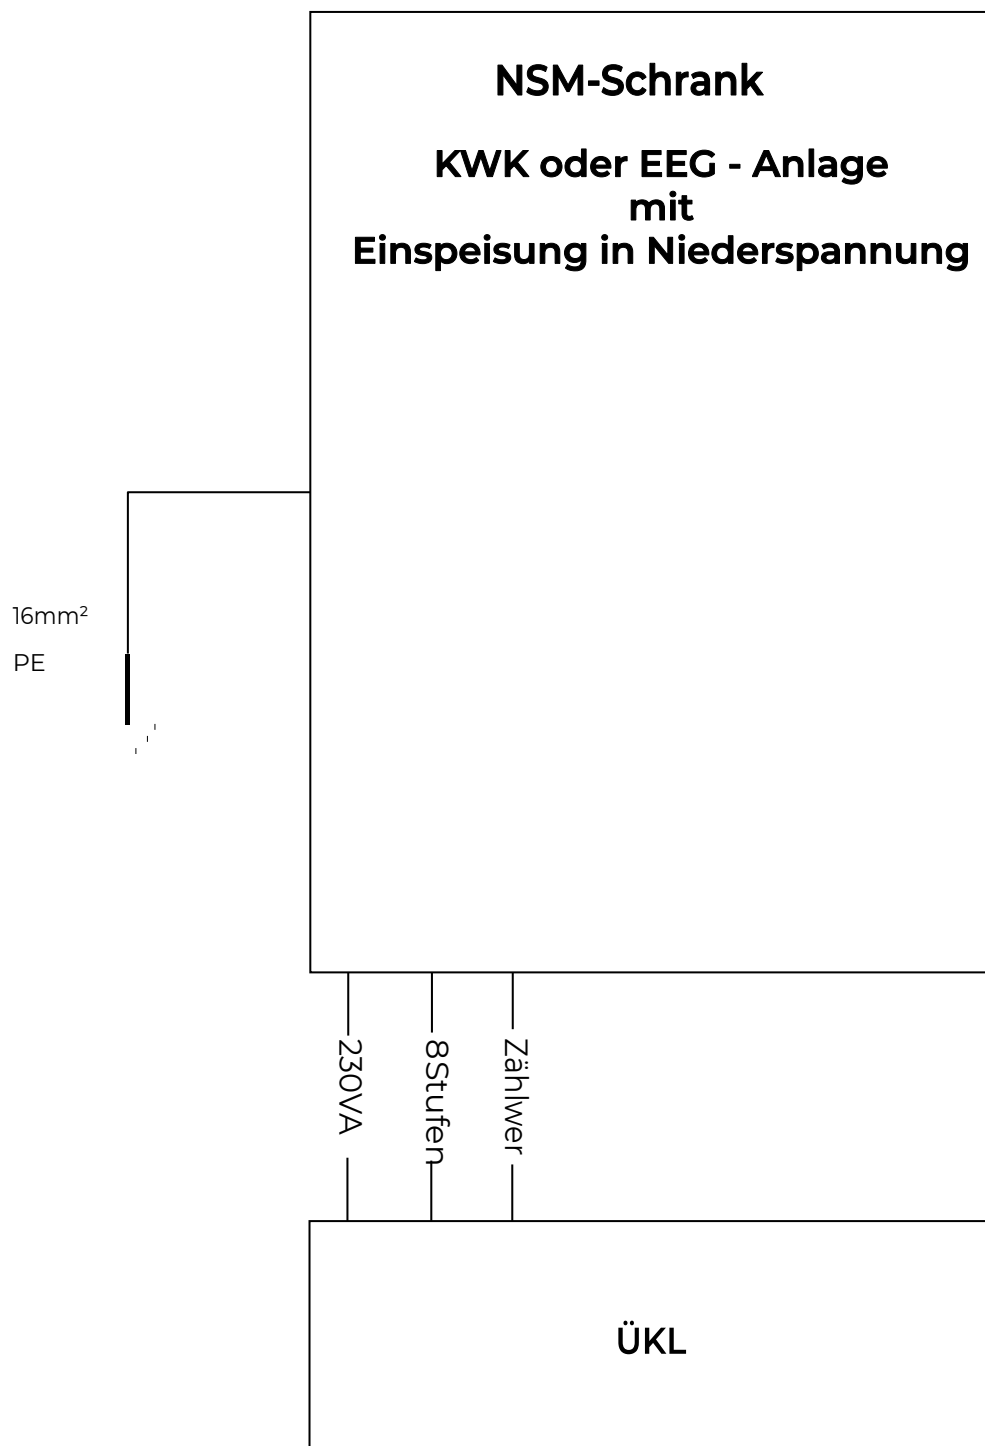 NSM-Schrank
KWK oder EEG - Anlage
mit
Einspeisung in Niederspannung
16mm²
PE
230VA
8Stufen
Zählwer
ÜKL